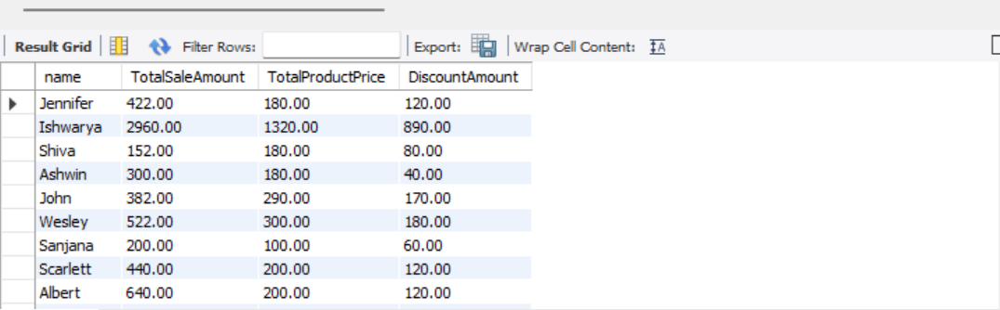 Result Grid Filter Rows: Export: Wrap Cell Content: IA
name TotalSaleAmount TotalProductPrice DiscountAmount
Jennifer 422.00 180.00 120.00
Ishwarya 2960.00 1320.00 890.00
Shiva 152.00 180.00 80.00
Ashwin 300.00 180.00 40.00
John 382.00 290.00 170.00
Wesley 522.00 300.00 180.00
Sanjana 200.00 100.00 60.00
Scarlett 440.00 200.00 120.00
Albert 640.00 200.00 120.00